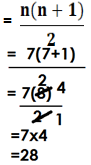 = n(n + 1)
2
= 7(7+1)
2
= 7(8) 4
2 1
=7x4
=28